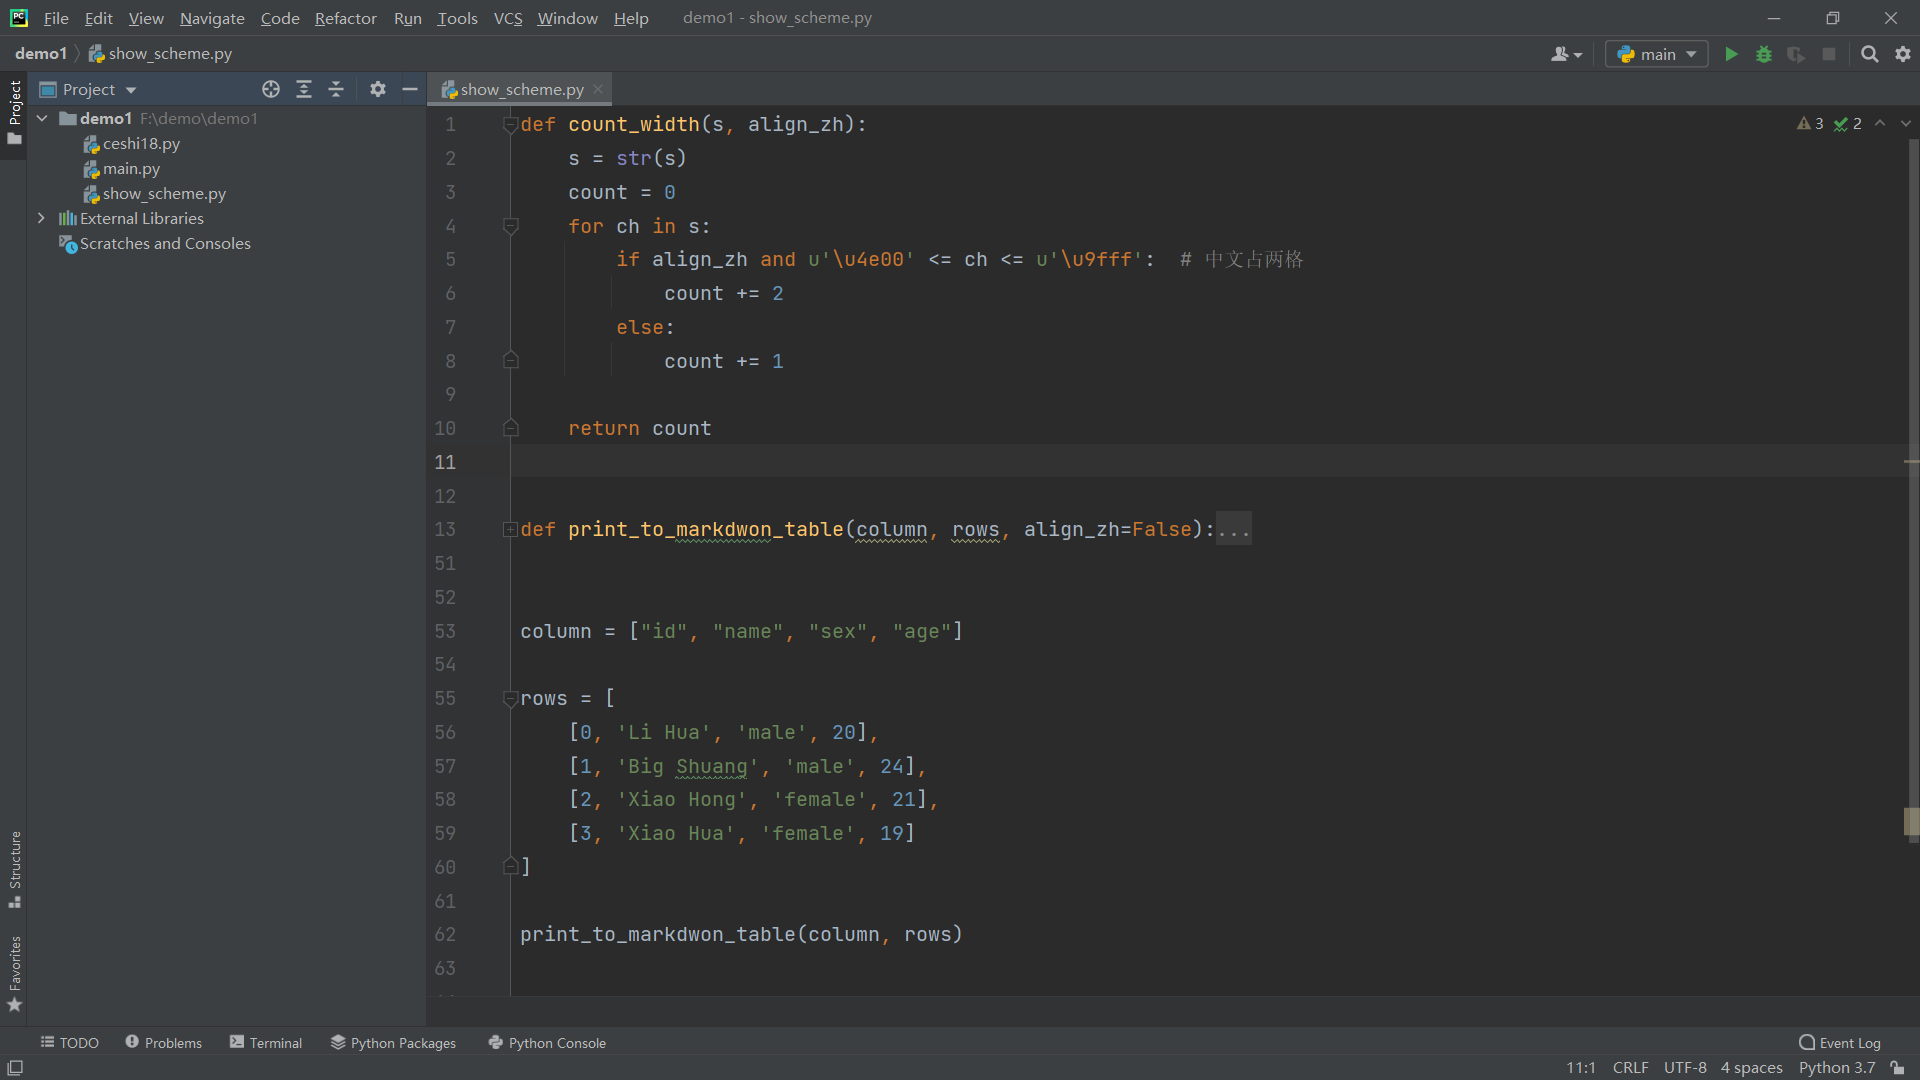 File Edit View Navigate Code Refactor Run Tools VCS Window Help demo1 - show_scheme.py
demo1 show_scheme.py main
Project
Project
show_scheme.py
demo1 F:\demo\demo1
ceshi18.py
main.py
show_scheme.py
External Libraries
Scratches and Consoles
1 def count_width(s, align_zh):
2     s = str(s)
3     count = 0
4     for ch in s:
5         if align_zh and u'\u4e00' <= ch <= u'\u9fff':  # 中文占两格
6             count += 2
7         else:
8             count += 1
9
10     return count
11
12
13 def print_to_markdwon_table(column, rows, align_zh=False):...
51
52
53 column = ["id", "name", "sex", "age"]
54
55 rows = [
56     [0, 'Li Hua', 'male', 20],
57     [1, 'Big Shuang', 'male', 24],
58     [2, 'Xiao Hong', 'female', 21],
59     [3, 'Xiao Hua', 'female', 19]
60 ]
61
62 print_to_markdwon_table(column, rows)
63
3 2
Structure
Favorites
TODO Problems Terminal Python Packages Python Console Event Log
11:1 CRLF UTF-8 4 spaces Python 3.7